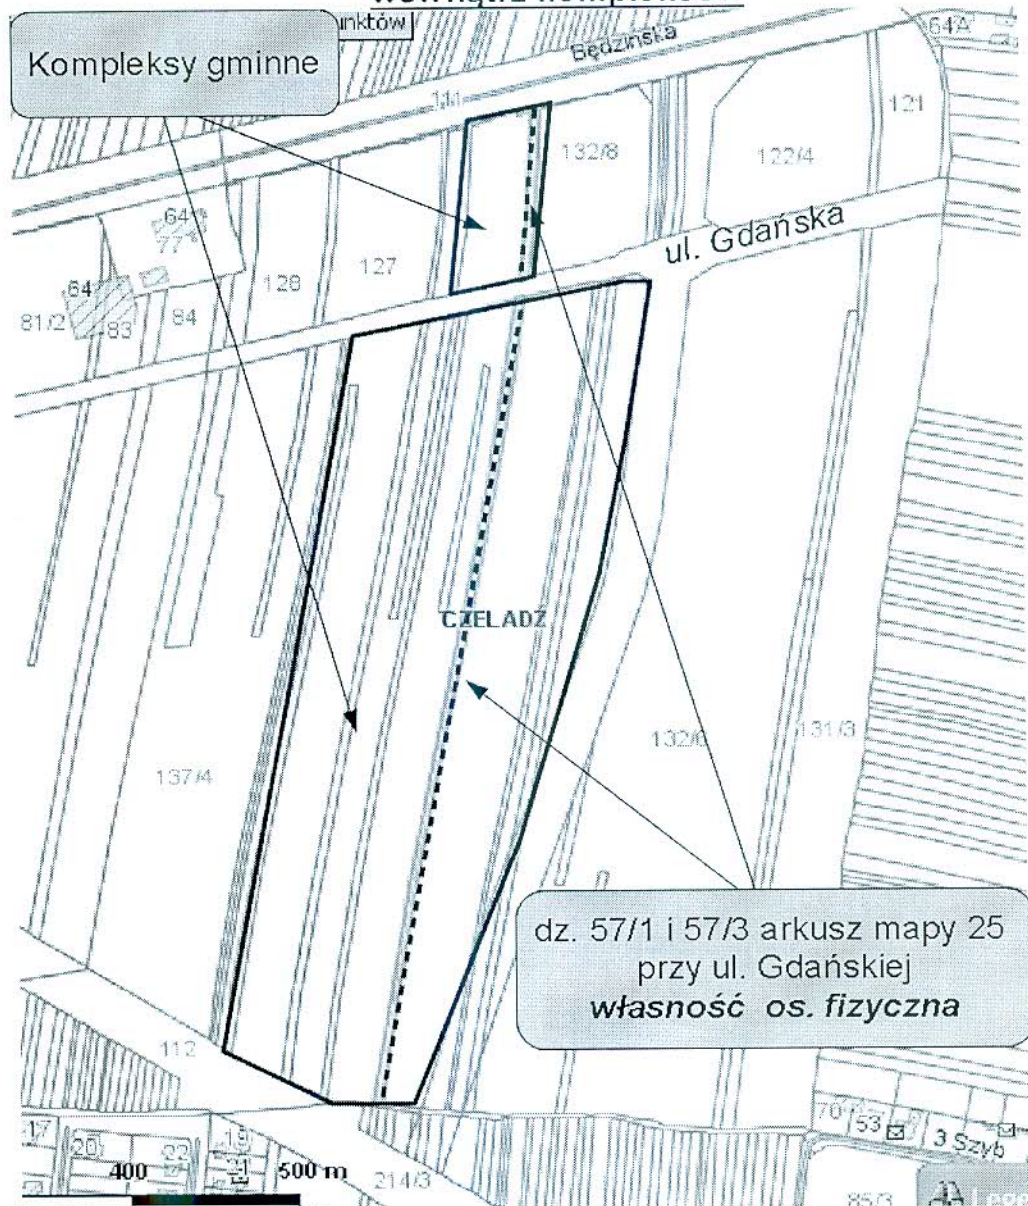 unktów
Kompleksy gminne
Będzińska
64A
111
121
132/8
122/4
64
77
ul. Gdańska
127
128
64
81/2
83
84
CZELADŹ
132/6
131/3
137/4
dz. 57/1 i 57/3 arkusz mapy 25
przy ul. Gdańskiej
własność os. fizyczna
112
17
20
22
19
21
70
53
3 Szyb
400
500 m
214/3
85/3